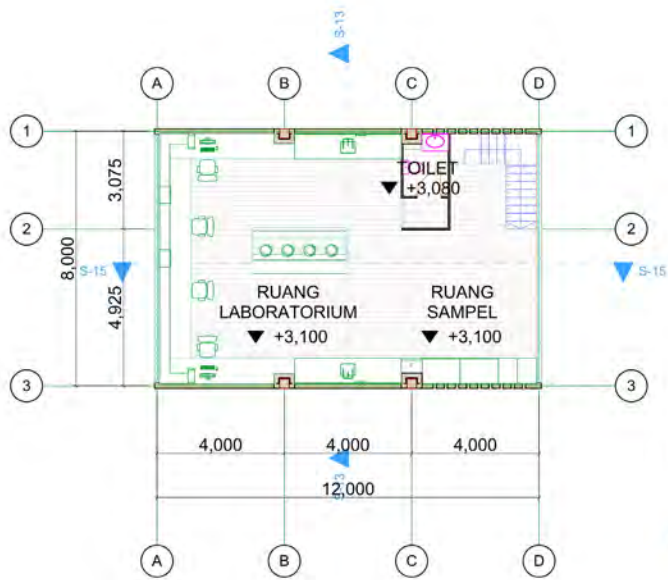 S-13
A
B
C
D
1
1
TOILET
+3,080
3,075
2
2
8,000
S-15
S-15
4,925
RUANG
LABORATORIUM
+3,100
RUANG
SAMPEL
+3,100
3
3
4,000
4,000
4,000
12,000
S-13
A
B
C
D